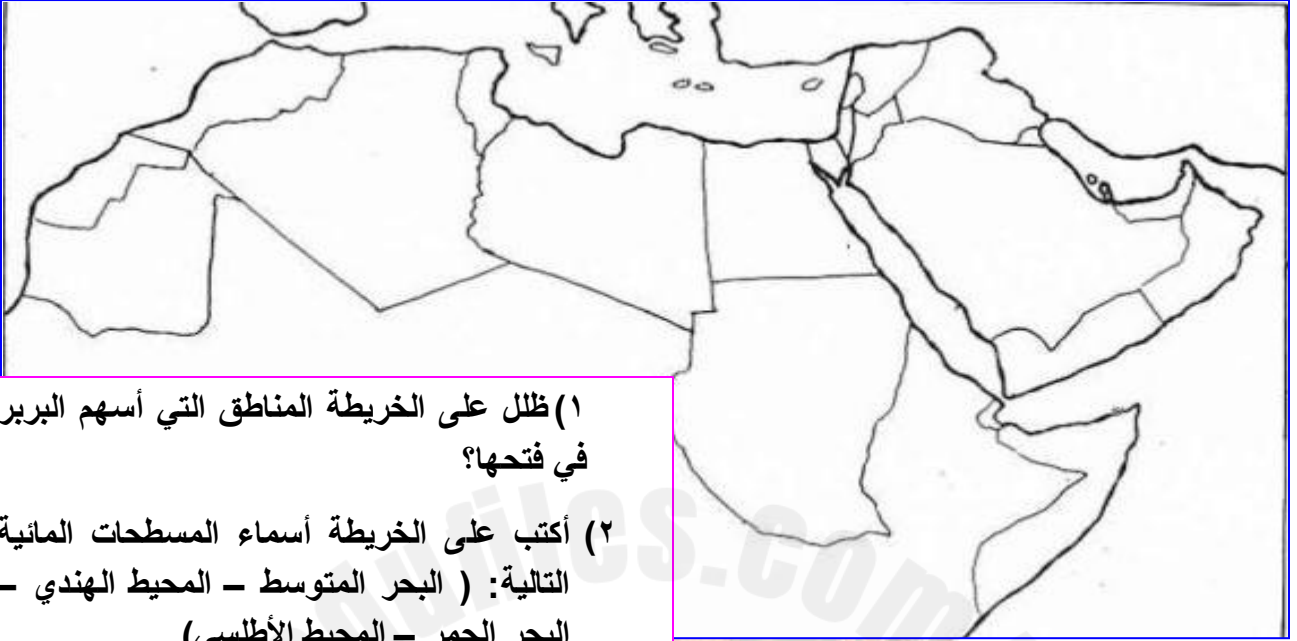 ١) ظلل على الخريطة المناطق التي أسهم البربر
في فتحها؟
٢) أكتب على الخريطة أسماء المسطحات المائية
التالية: ( البحر المتوسط – المحيط الهندي –
البحر الحمر – المحيط الأطلسي)